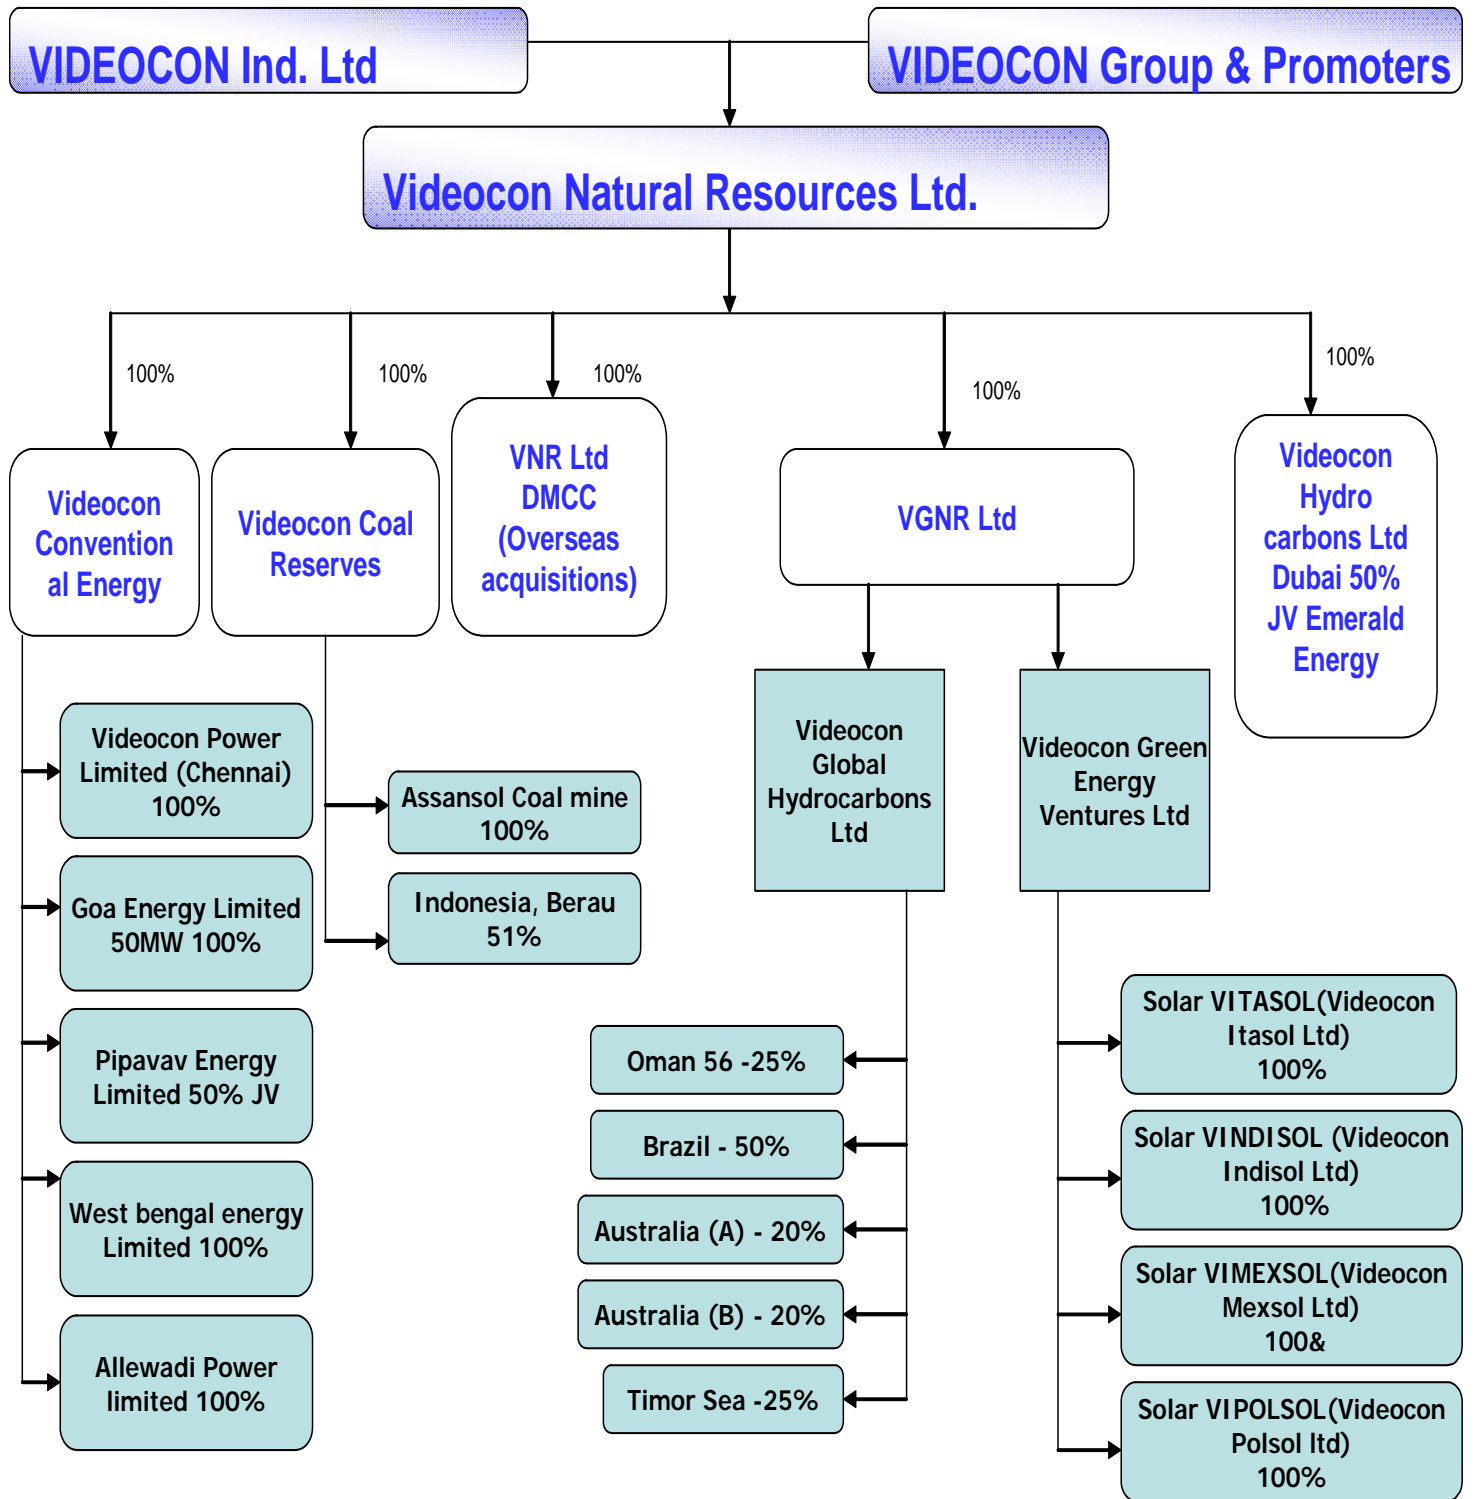 VIDEOCON Ind. Ltd
VIDEOCON Group & Promoters
Videocon Natural Resources Ltd.
100%
100%
100%
100%
100%
Videocon
Convention
al Energy
Videocon Coal
Reserves
VNR Ltd
DMCC
(Overseas
acquisitions)
VGNR Ltd
Videocon
Hydro
carbons Ltd
Dubai 50%
JV Emerald
Energy
Videocon Power
Limited (Chennai)
100%
Goa Energy Limited
50MW 100%
Pipavav Energy
Limited 50% JV
West bengal energy
Limited 100%
Allewadi Power
limited 100%
Assansol Coal mine
100%
Indonesia, Berau
51%
Videocon
Global
Hydrocarbons
Ltd
Videocon Green
Energy
Ventures Ltd
Oman 56 -25%
Brazil - 50%
Australia (A) - 20%
Australia (B) - 20%
Timor Sea -25%
Solar VITASOL(Videocon
Itasol Ltd)
100%
Solar VINDISOL (Videocon
Indisol Ltd)
100%
Solar VIMEXSOL(Videocon
Mexsol Ltd)
100&
Solar VIPOLSOL(Videocon
Polsol ltd)
100%